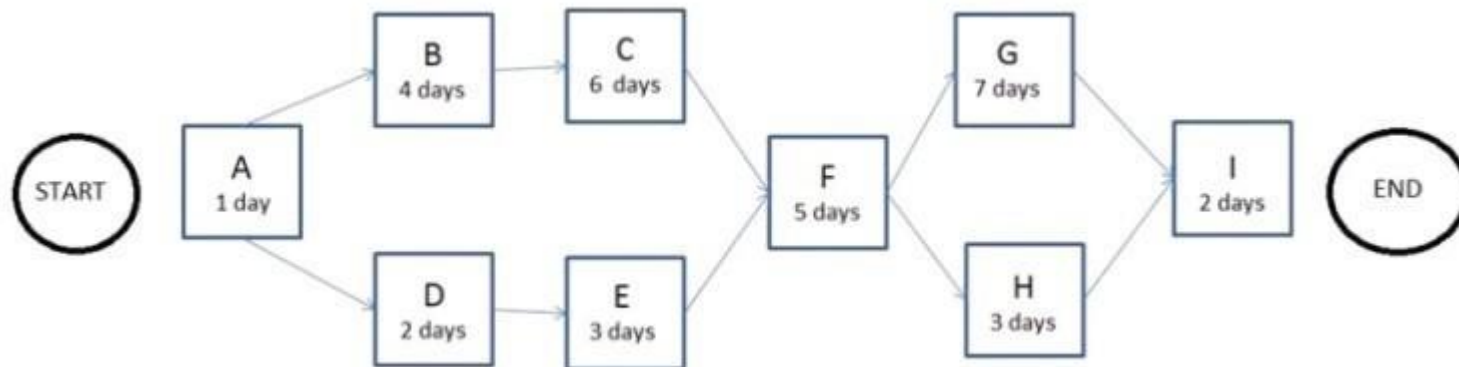 START
A
1 day
B
4 days
C
6 days
D
2 days
E
3 days
F
5 days
G
7 days
H
3 days
I
2 days
END